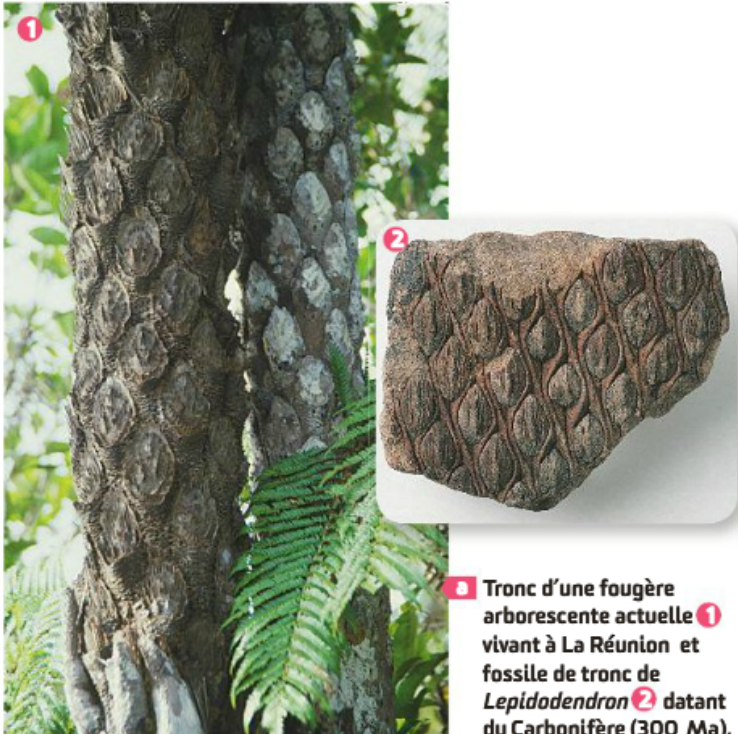 1
2
a Tronc d'une fougère
arborescente actuelle 1
vivant à La Réunion et
fossile de tronc de
Lepidodendron 2 datant
du Carbonifère (300 Ma).